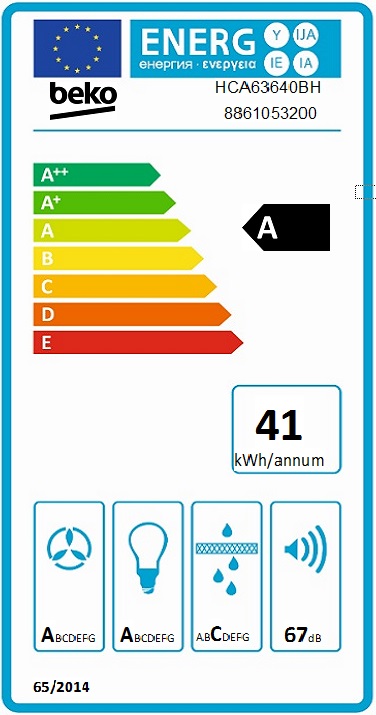 ENERG Y IJA
енергия · ενεργεια IE IA
beko
HCA63640BH
8861053200
A++
A+
A
B
C
D
E
A
41
kWh/annum
ABCDEFG
ABCDEFG
ABCDEFG
67dB
65/2014